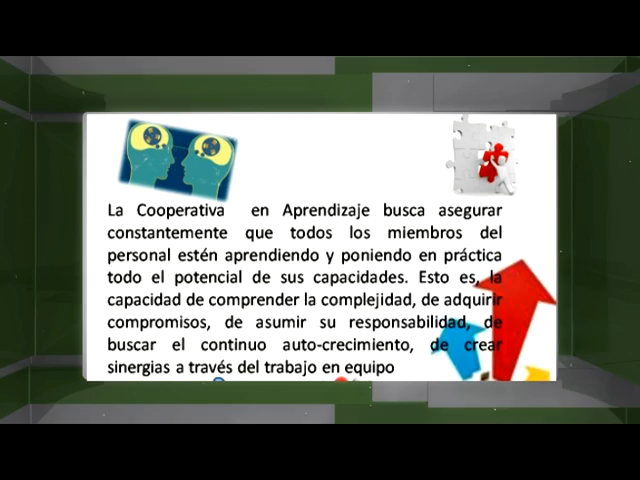 La Cooperativa en Aprendizaje busca asegurar
constantemente que todos los miembros del
personal estén aprendiendo y poniendo en práctica
todo el potencial de sus capacidades. Esto es, la
capacidad de comprender la complejidad, de adquirir
compromisos, de asumir su responsabilidad, de
buscar el continuo auto-crecimiento, de crear
sinergias a través del trabajo en equipo